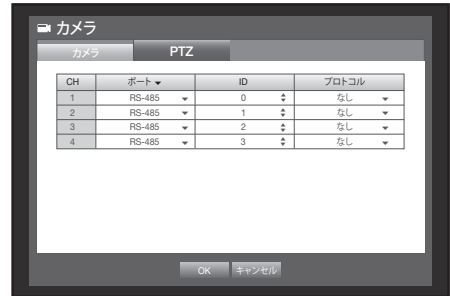 カメラ
カメラ PTZ
CH ポート ID プロトコル
1 RS-485 0 なし
2 RS-485 1 なし
3 RS-485 2 なし
4 RS-485 3 なし
OK キャンセル